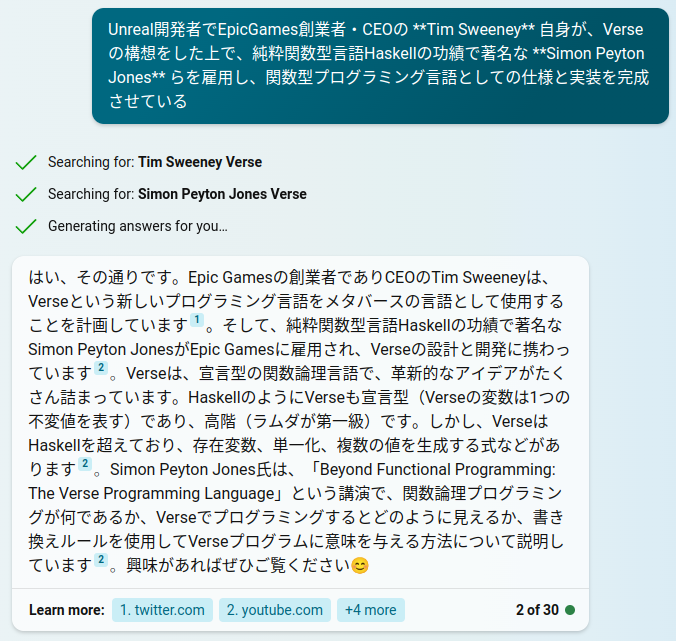 Unreal開発者でEpicGames創業者・CEOの **Tim Sweeney** 自身が、Verse
の構想をした上で、純粋関数型言語Haskellの功績で著名な **Simon Peyton
Jones** らを雇用し、関数型プログラミング言語としての仕様と実装を完成
させている
Searching for: Tim Sweeney Verse
Searching for: Simon Peyton Jones Verse
Generating answers for you…
はい、その通りです。Epic Gamesの創業者でありCEOのTim Sweeneyは、
Verseという新しいプログラミング言語をメタバースの言語として使用する
ことを計画しています 1 。そして、純粋関数型言語Haskellの功績で著名な
Simon Peyton JonesがEpic Gamesに雇用され、Verseの設計と開発に携わっ
ています 2 。Verseは、宣言型の関数論理言語で、革新的なアイデアがたく
さん詰まっています。HaskellのようにVerseも宣言型（Verseの変数は1つの
不変値を表す）であり、高階（ラムダが第一級）です。しかし、Verseは
Haskellを超えており、存在変数、単一化、複数の値を生成する式などがあ
ります 2 。Simon Peyton Jones氏は、「Beyond Functional Programming:
The Verse Programming Language」という講演で、関数論理プログラミン
グが何であるか、Verseでプログラミングするとどのように見えるか、書き
換えルールを使用してVerseプログラムに意味を与える方法について説明し
ています 2 。興味があればぜひご覧ください😊
Learn more: 1. twitter.com 2. youtube.com +4 more 2 of 30